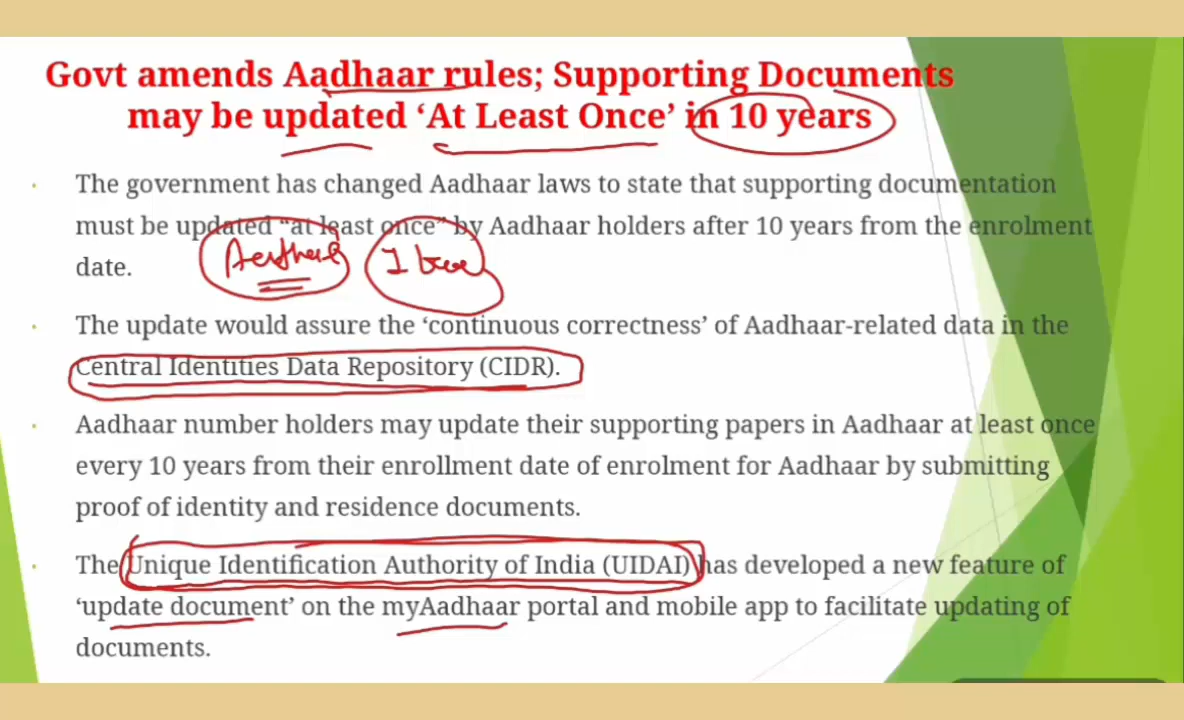 Govt amends Aadhaar rules; Supporting Documents
may be updated ‘At Least Once’ in 10 years
The government has changed Aadhaar laws to state that supporting documentation
must be updated “at least once” by Aadhaar holders after 10 years from the enrolment
date.
The update would assure the ‘continuous correctness’ of Aadhaar-related data in the
Central Identities Data Repository (CIDR).
Aadhaar number holders may update their supporting papers in Aadhaar at least once
every 10 years from their enrollment date of enrolment for Aadhaar by submitting
proof of identity and residence documents.
The Unique Identification Authority of India (UIDAI) has developed a new feature of
‘update document’ on the myAadhaar portal and mobile app to facilitate updating of
documents.